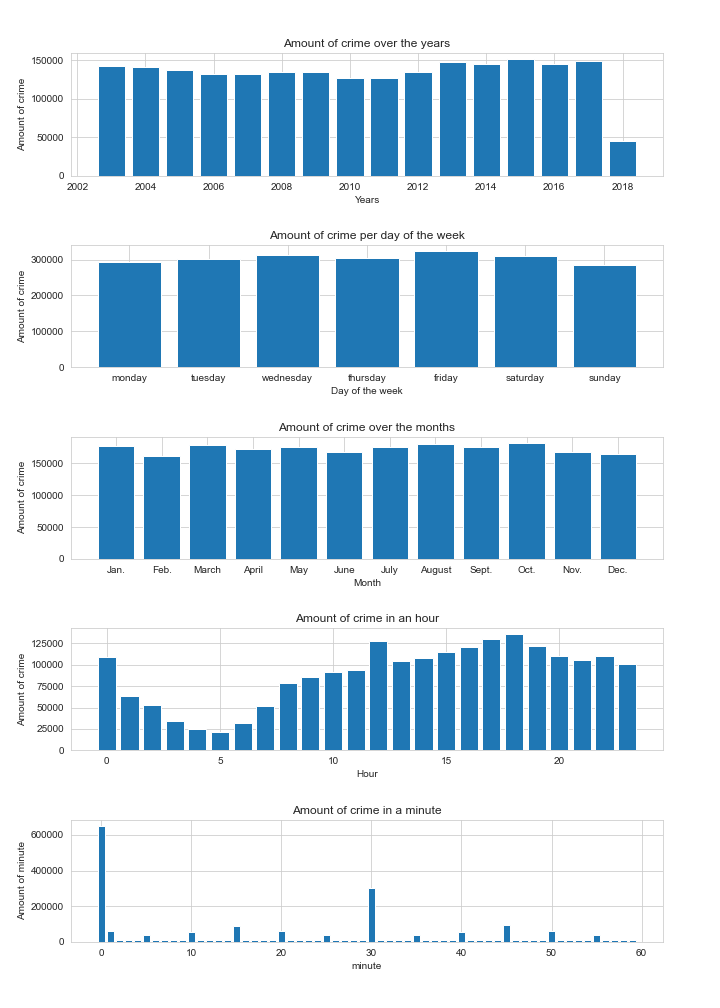 Amount of crime over the years
Amount of crime
150000
100000
50000
0
2002 2004 2006 2008 2010 2012 2014 2016 2018
Years
Amount of crime per day of the week
Amount of crime
300000
200000
100000
0
monday tuesday wednesday thursday friday saturday sunday
Day of the week
Amount of crime over the months
Amount of crime
150000
100000
50000
0
Jan. Feb. March April May June July August Sept. Oct. Nov. Dec.
Month
Amount of crime in an hour
Amount of crime
125000
100000
75000
50000
25000
0
0 5 10 15 20
Hour
Amount of crime in a minute
Amount of minute
600000
400000
200000
0
0 10 20 30 40 50 60
minute